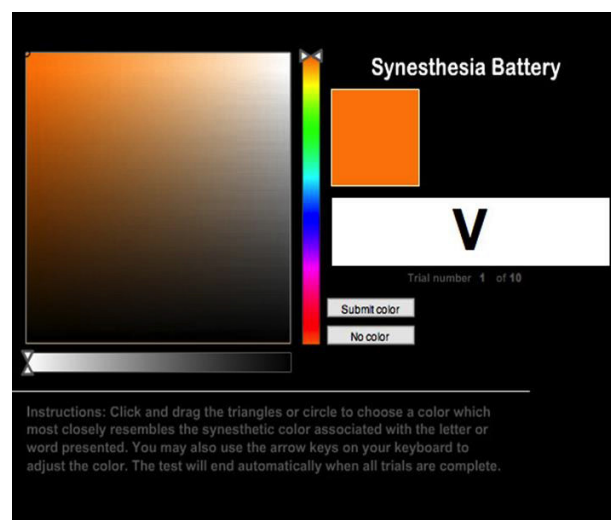 Synesthesia Battery
V
Trial number 1 of 10
Submit color
No color
Instructions: Click and drag the triangles or circle to choose a color which
most closely resembles the synesthetic color associated with the letter or
word presented. You may also use the arrow keys on your keyboard to
adjust the color. The test will end automatically when all trials are complete.